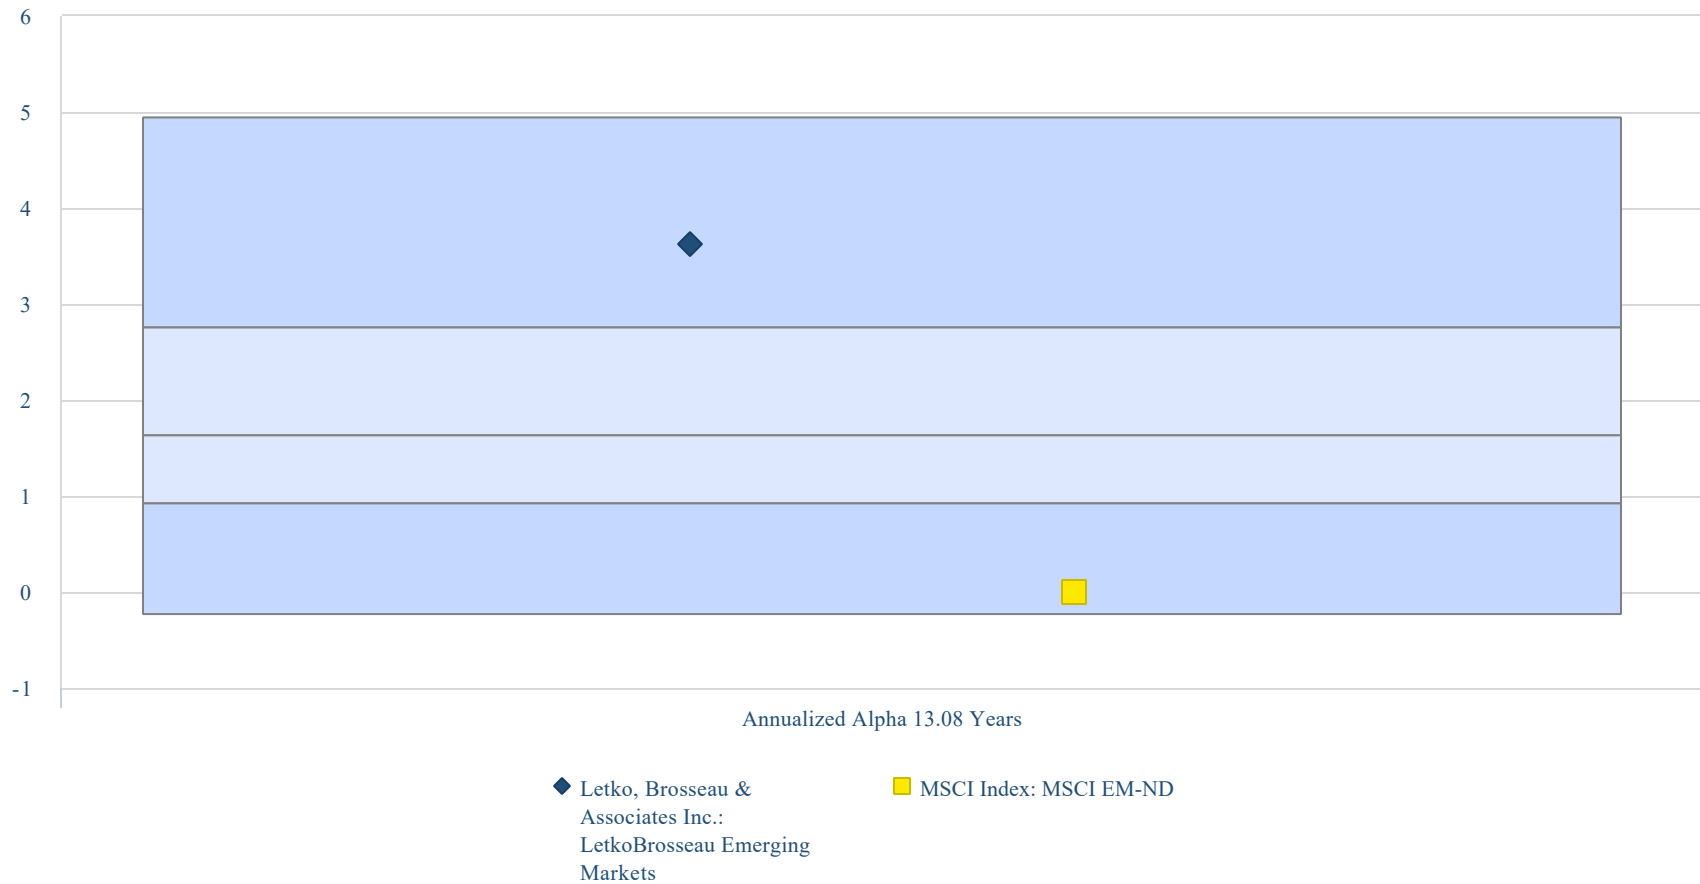 6
5
4
3
2
1
0
-1
Annualized Alpha 13.08 Years
Letko, Brosseau &
Associates Inc.:
LetkoBrosseau Emerging
Markets
MSCI Index: MSCI EM-ND